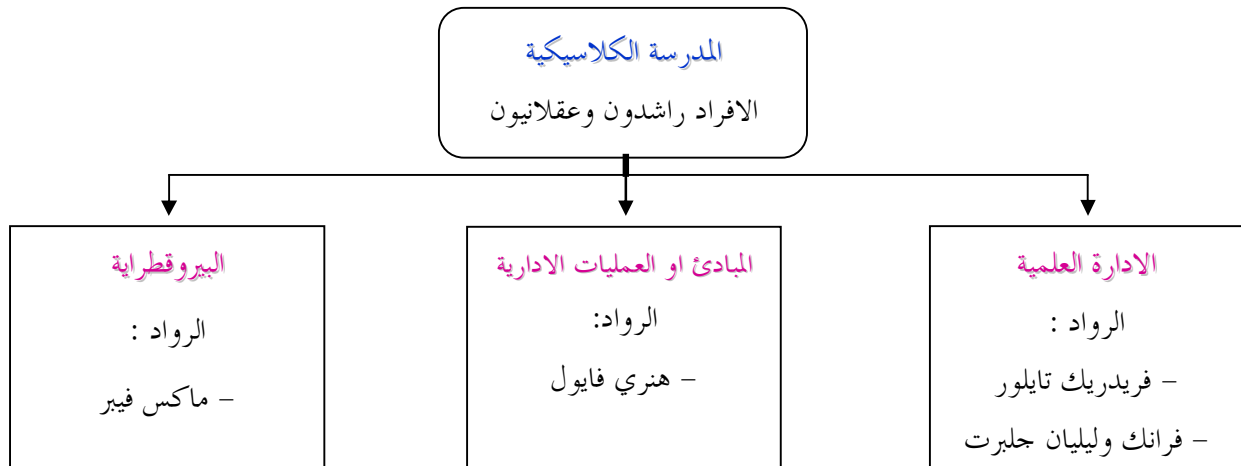 المدرسة الكلاسيكية
الافراد راشدون وعقلانيون
الادارة العلمية
الرواد :
– فريدريك تايلور
– فرانك وليليان جلبرت
المبادئ او العمليات الادارية
الرواد:
– هنري فايول
البيروقطراية
الرواد :
– ماكس فيبر